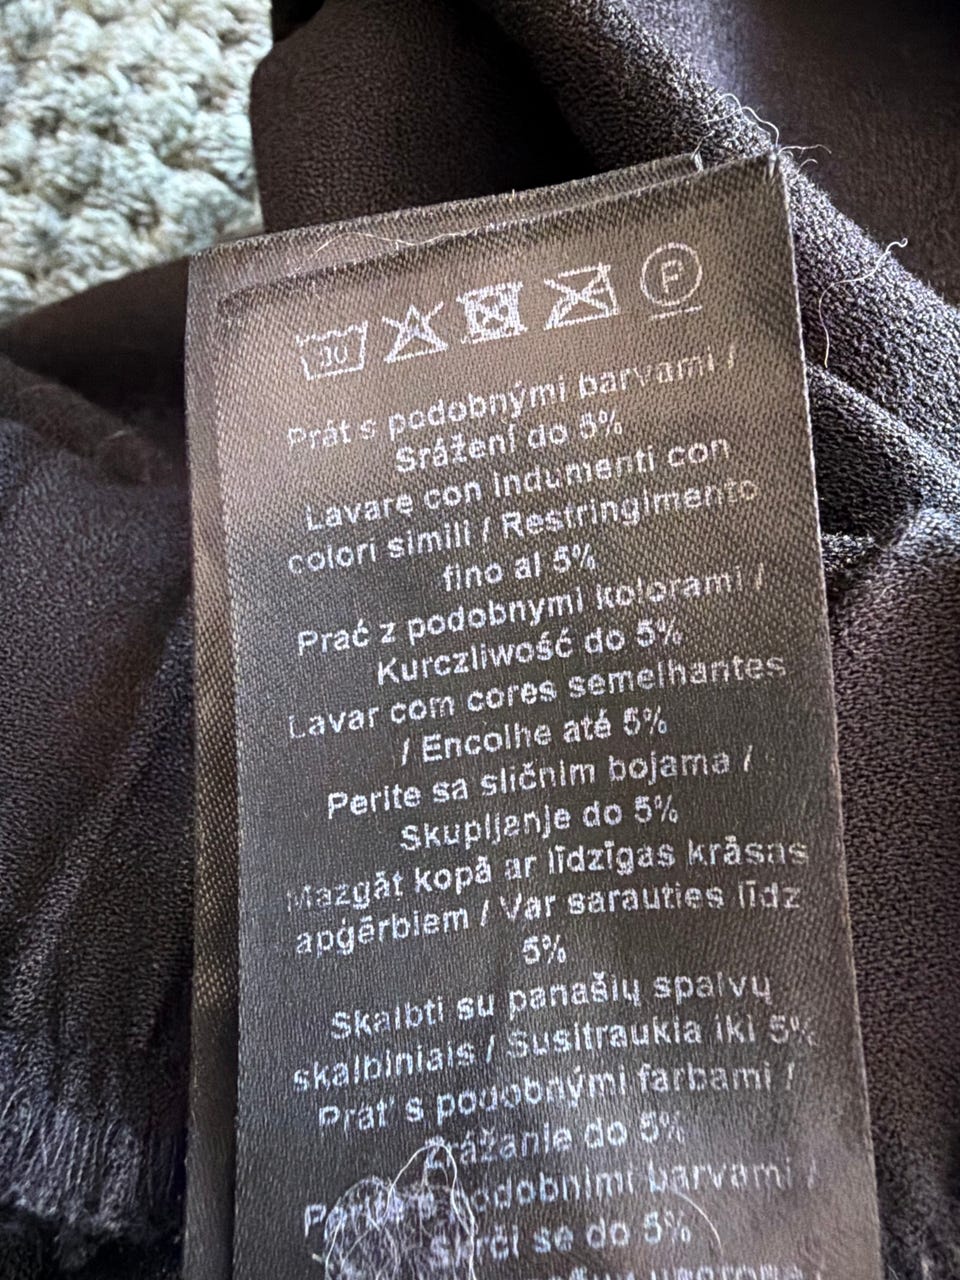 30 P
Prát s podobnými barvami /
Srážení do 5%
Lavare con indumenti con
colori simili / Restringimento
fino al 5%
Prać z podobnymi kolorami /
Kurczliwość do 5%
Lavar com cores semelhantes
/ Encolhe até 5%
Perite sa sličnim bojama /
Skupljanje do 5%
Mazgāt kopā ar līdzīgas krāsas
apģērbiem / Var sarauties līdz
5%
Skalbti su panašių spalvų
skalbiniais / Susitraukia iki 5%
Prať s podobnými farbami /
Zrážanie do 5%
podobnimi barvami /
Skrči se do 5%